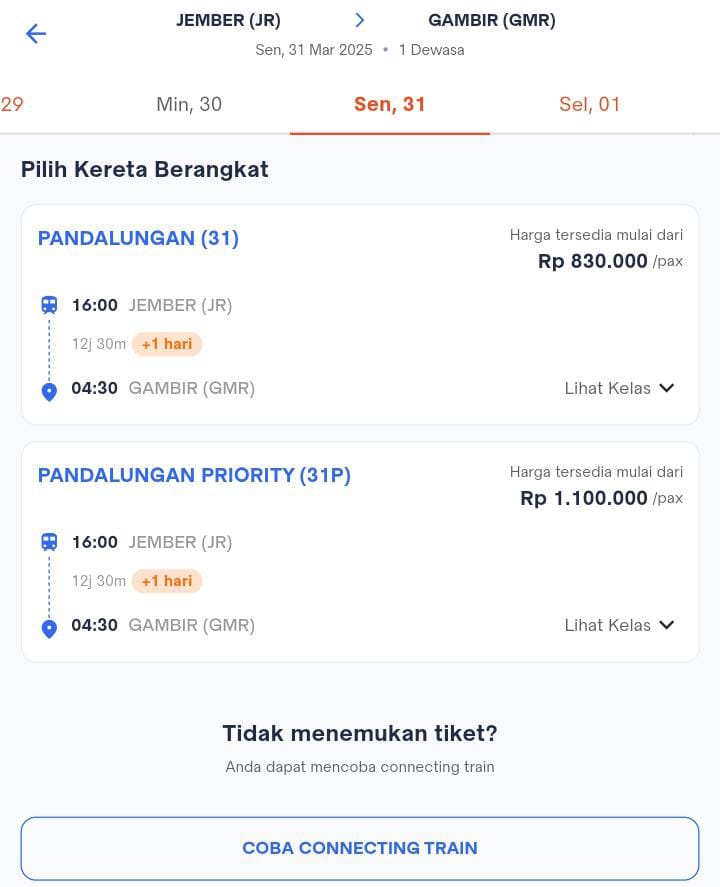 JEMBER (JR) > GAMBIR (GMR)
Sen, 31 Mar 2025 • 1 Dewasa
29 Min, 30 Sen, 31 Sel, 01
Pilih Kereta Berangkat
PANDALUNGAN (31)
Harga tersedia mulai dari
Rp 830.000 /pax
16:00 JEMBER (JR)
12j 30m +1 hari
04:30 GAMBIR (GMR)
Lihat Kelas
PANDALUNGAN PRIORITY (31P)
Harga tersedia mulai dari
Rp 1.100.000 /pax
16:00 JEMBER (JR)
12j 30m +1 hari
04:30 GAMBIR (GMR)
Lihat Kelas
Tidak menemukan tiket?
Anda dapat mencoba connecting train
COBA CONNECTING TRAIN